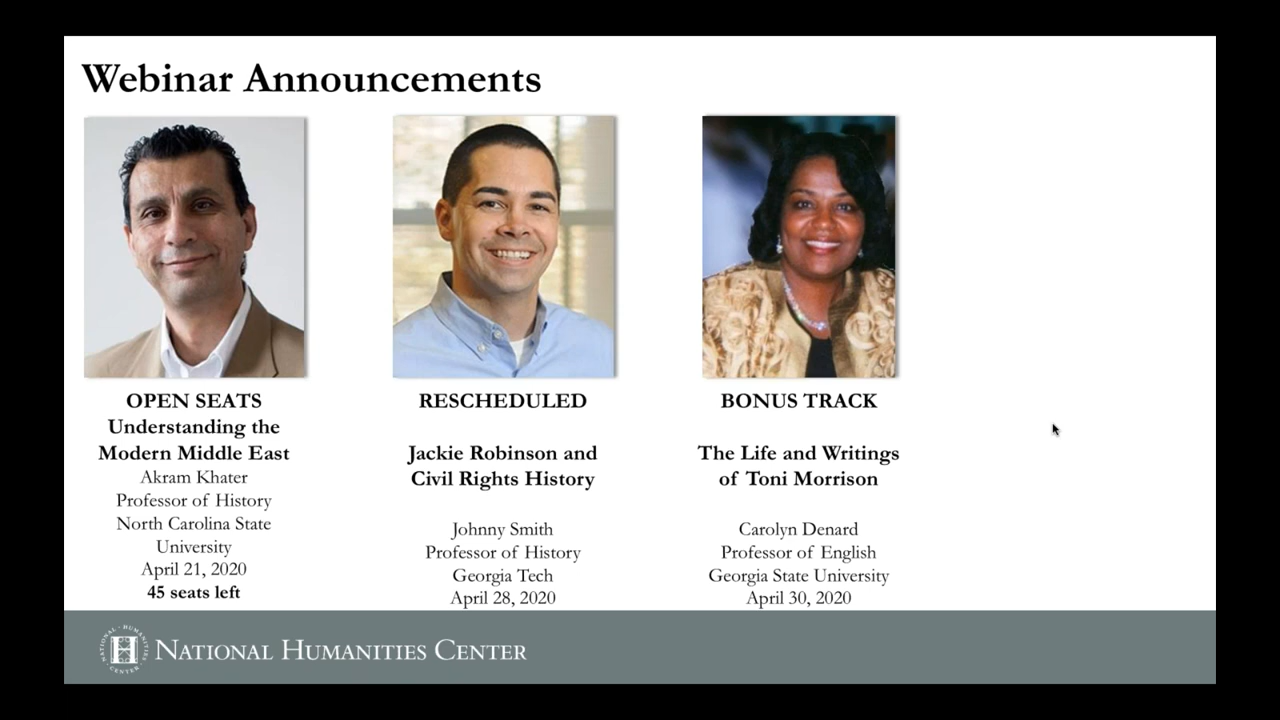 Webinar Announcements
OPEN SEATS
Understanding the
Modern Middle East
Akram Khater
Professor of History
North Carolina State
University
April 21, 2020
45 seats left
RESCHEDULED
Jackie Robinson and
Civil Rights History
Johnny Smith
Professor of History
Georgia Tech
April 28, 2020
BONUS TRACK
The Life and Writings
of Toni Morrison
Carolyn Denard
Professor of English
Georgia State University
April 30, 2020
NATIONAL · HUMANITIES · CENTER ·
H
NATIONAL HUMANITIES CENTER